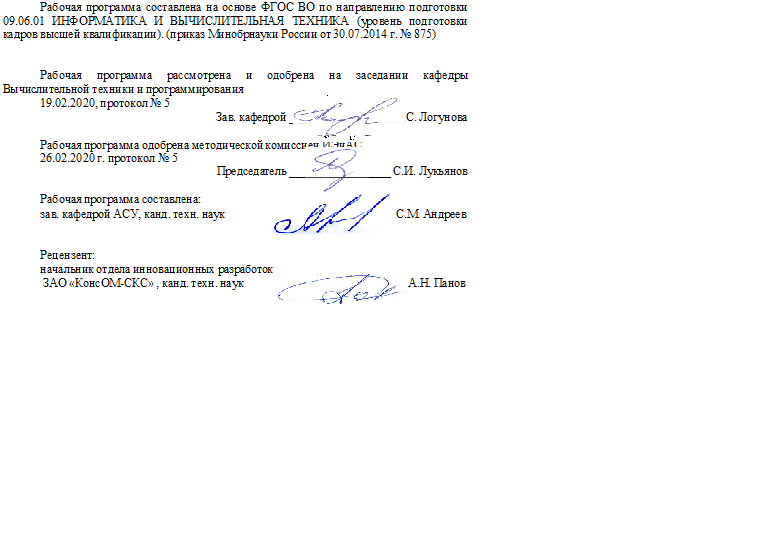 Рабочая программа составлена на основе ФГОС ВО по направлению подготовки
09.06.01 ИНФОРМАТИКА И ВЫЧИСЛИТЕЛЬНАЯ ТЕХНИКА (уровень подготовки
кадров высшей квалификации). (приказ Минобрнауки России от 30.07.2014 г. № 875)
Рабочая программа рассмотрена и одобрена на заседании кафедры
Вычислительной техники и программирования
19.02.2020, протокол № 5
Зав. кафедрой _ С. Логунова
Рабочая программа одобрена методической комиссией ИЭиАС
26.02.2020 г. протокол № 5
Председатель __________________ С.И. Лукьянов
Рабочая программа составлена:
зав. кафедрой АСУ, канд. техн. наук С.М. Андреев
Рецензент:
начальник отдела инновационных разработок
ЗАО «КонсОМ-СКС» , канд. техн. наук А.Н. Панов